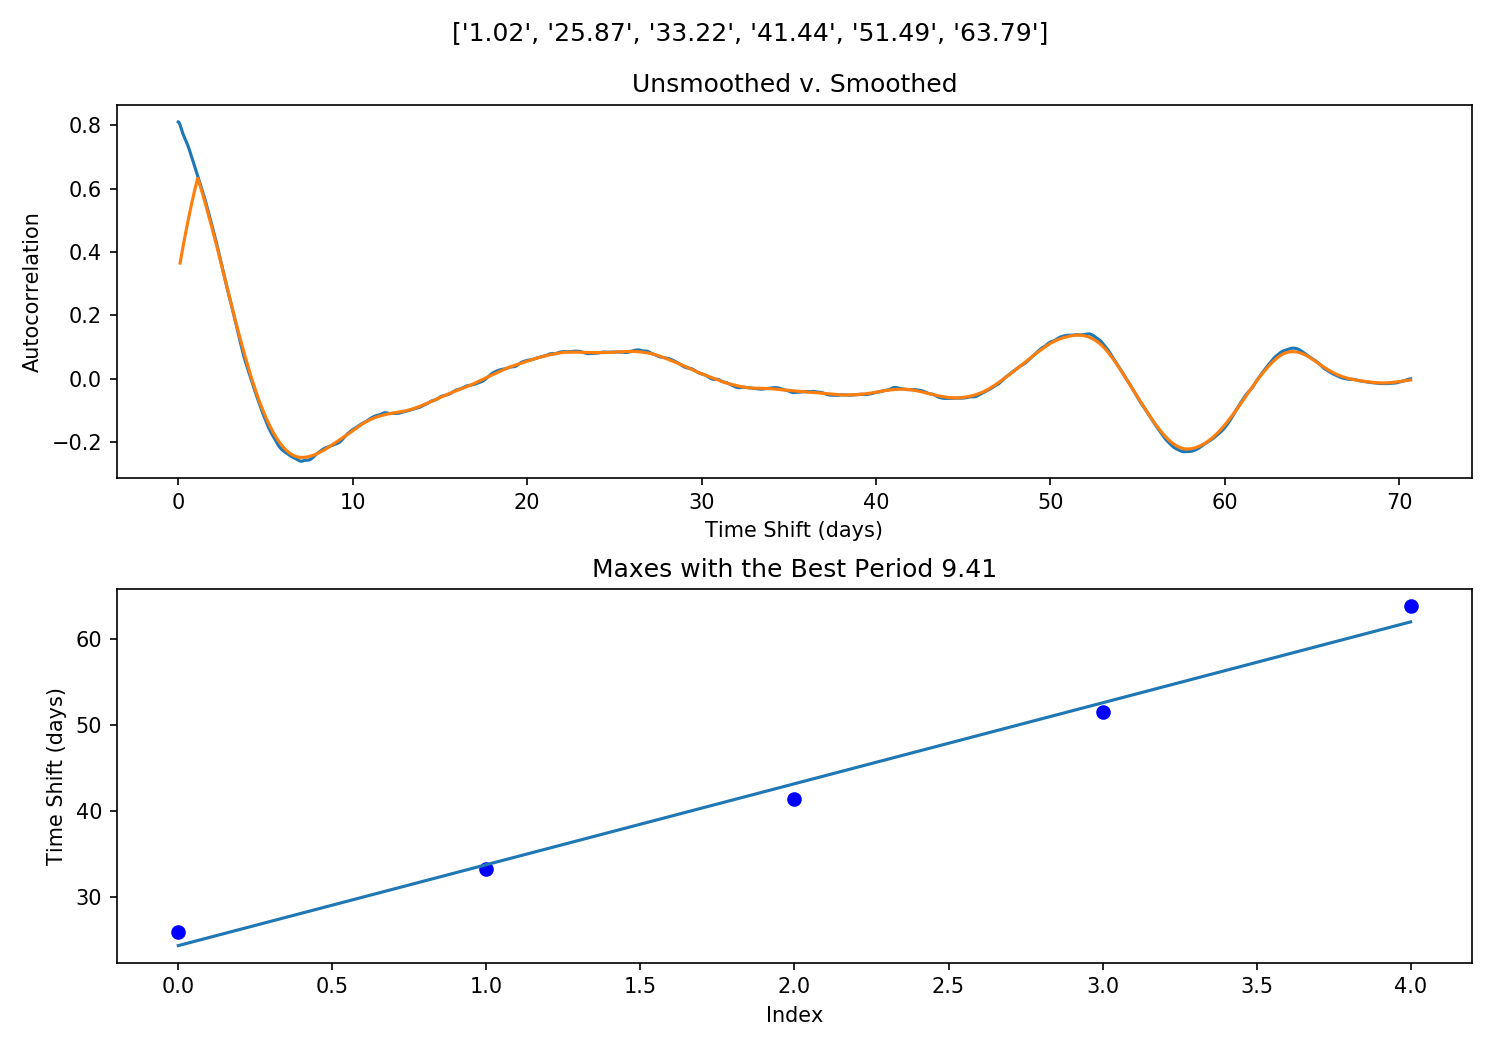 ['1.02', '25.87', '33.22', '41.44', '51.49', '63.79']
Unsmoothed v. Smoothed
Autocorrelation
0.8
0.6
0.4
0.2
0.0
−0.2
0 10 20 30 40 50 60 70
Time Shift (days)
Maxes with the Best Period 9.41
Time Shift (days)
60
50
40
30
0.0 0.5 1.0 1.5 2.0 2.5 3.0 3.5 4.0
Index